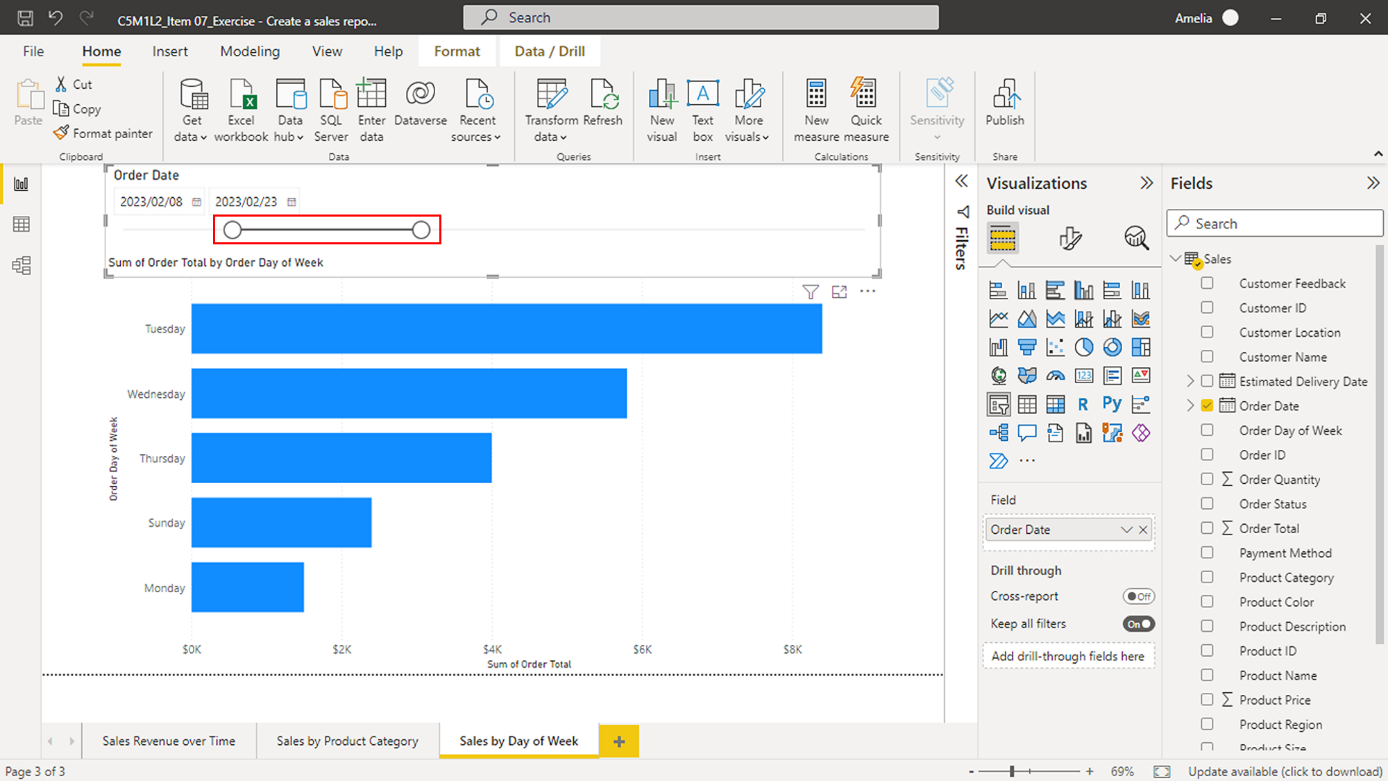 C5M1L2_Item 07_Exercise - Create a sales repo...
Search
Amelia
File
Home
Insert
Modeling
View
Help
Format
Data / Drill
Paste
Cut
Copy
Format painter
Clipboard
Get data
Excel workbook
Data hub
SQL Server
Enter data
Dataverse
Recent sources
Data
Transform data
Refresh
Queries
New visual
Text box
More visuals
Insert
New measure
Quick measure
Calculations
Sensitivity
Sensitivity
Publish
Share
Order Date
2023/02/08
2023/02/23
Sum of Order Total by Order Day of Week
Order Day of Week
Tuesday
Wednesday
Thursday
Sunday
Monday
$0K
$2K
$4K
$6K
$8K
Sum of Order Total
Filters
Visualizations
Build visual
123
R
Py
Field
Order Date
Drill through
Cross-report
Off
Keep all filters
On
Add drill-through fields here
Fields
Search
Sales
Customer Feedback
Customer ID
Customer Location
Customer Name
Estimated Delivery Date
Order Date
Order Day of Week
Order ID
Order Quantity
Order Status
Order Total
Payment Method
Product Category
Product Color
Product Description
Product ID
Product Name
Product Price
Product Region
Product Size
Sales Revenue over Time
Sales by Product Category
Sales by Day of Week
Page 3 of 3
- + 69%
Update available (click to download)